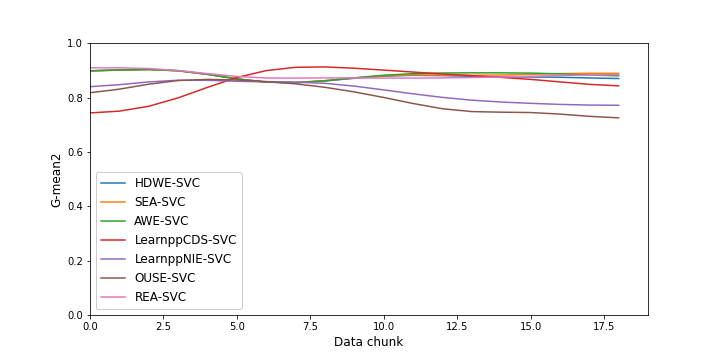 1.0
0.8
0.6
0.4
0.2
0.0
G-mean2
HDWE-SVC
SEA-SVC
AWE-SVC
LearnppCDS-SVC
LearnppNIE-SVC
OUSE-SVC
REA-SVC
0.0 2.5 5.0 7.5 10.0 12.5 15.0 17.5
Data chunk